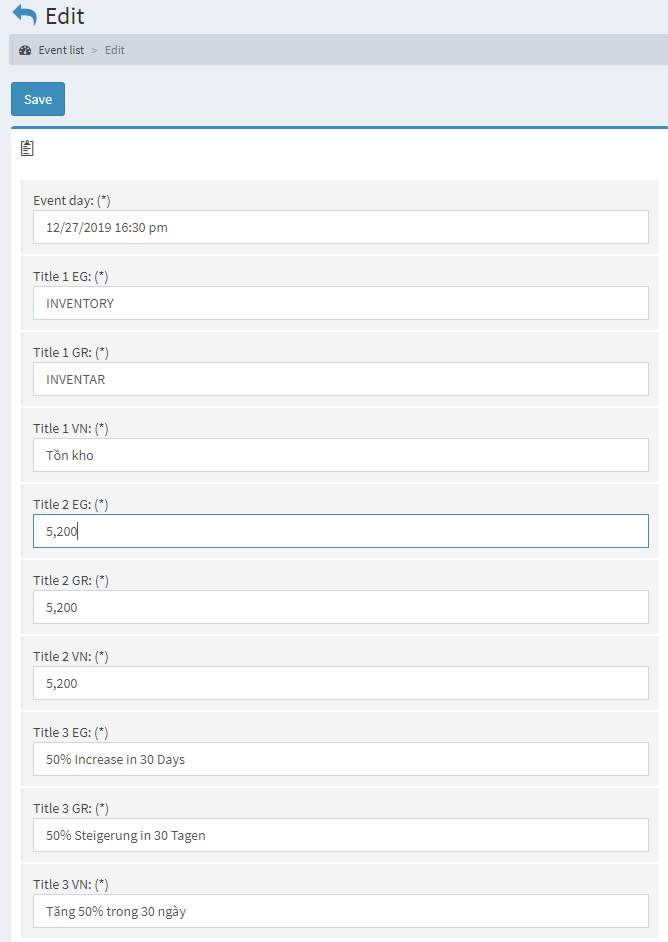 Edit
Event list > Edit
Save
Event day: (*)
12/27/2019 16:30 pm
Title 1 EG: (*)
INVENTORY
Title 1 GR: (*)
INVENTAR
Title 1 VN: (*)
Tồn kho
Title 2 EG: (*)
5,200
Title 2 GR: (*)
5,200
Title 2 VN: (*)
5,200
Title 3 EG: (*)
50% Increase in 30 Days
Title 3 GR: (*)
50% Steigerung in 30 Tagen
Title 3 VN: (*)
Tăng 50% trong 30 ngày